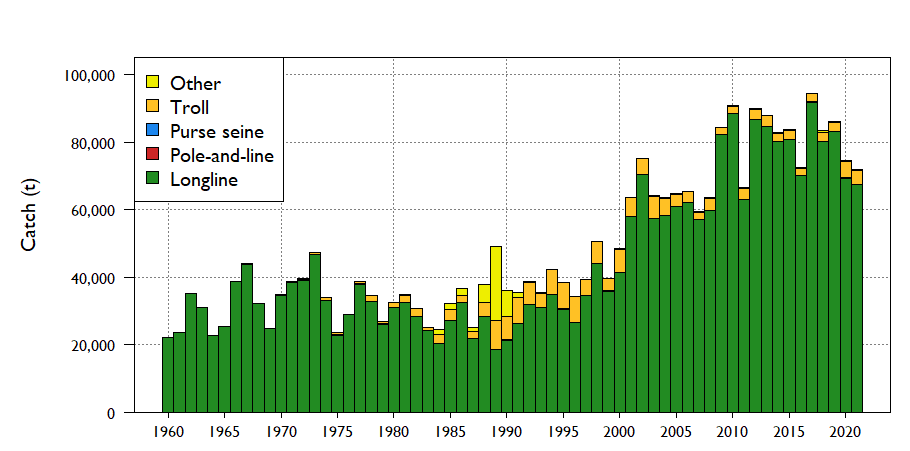 Catch (t)
100,000
80,000
60,000
40,000
20,000
0
Other
Troll
Purse seine
Pole-and-line
Longline
1960 1965 1970 1975 1980 1985 1990 1995 2000 2005 2010 2015 2020